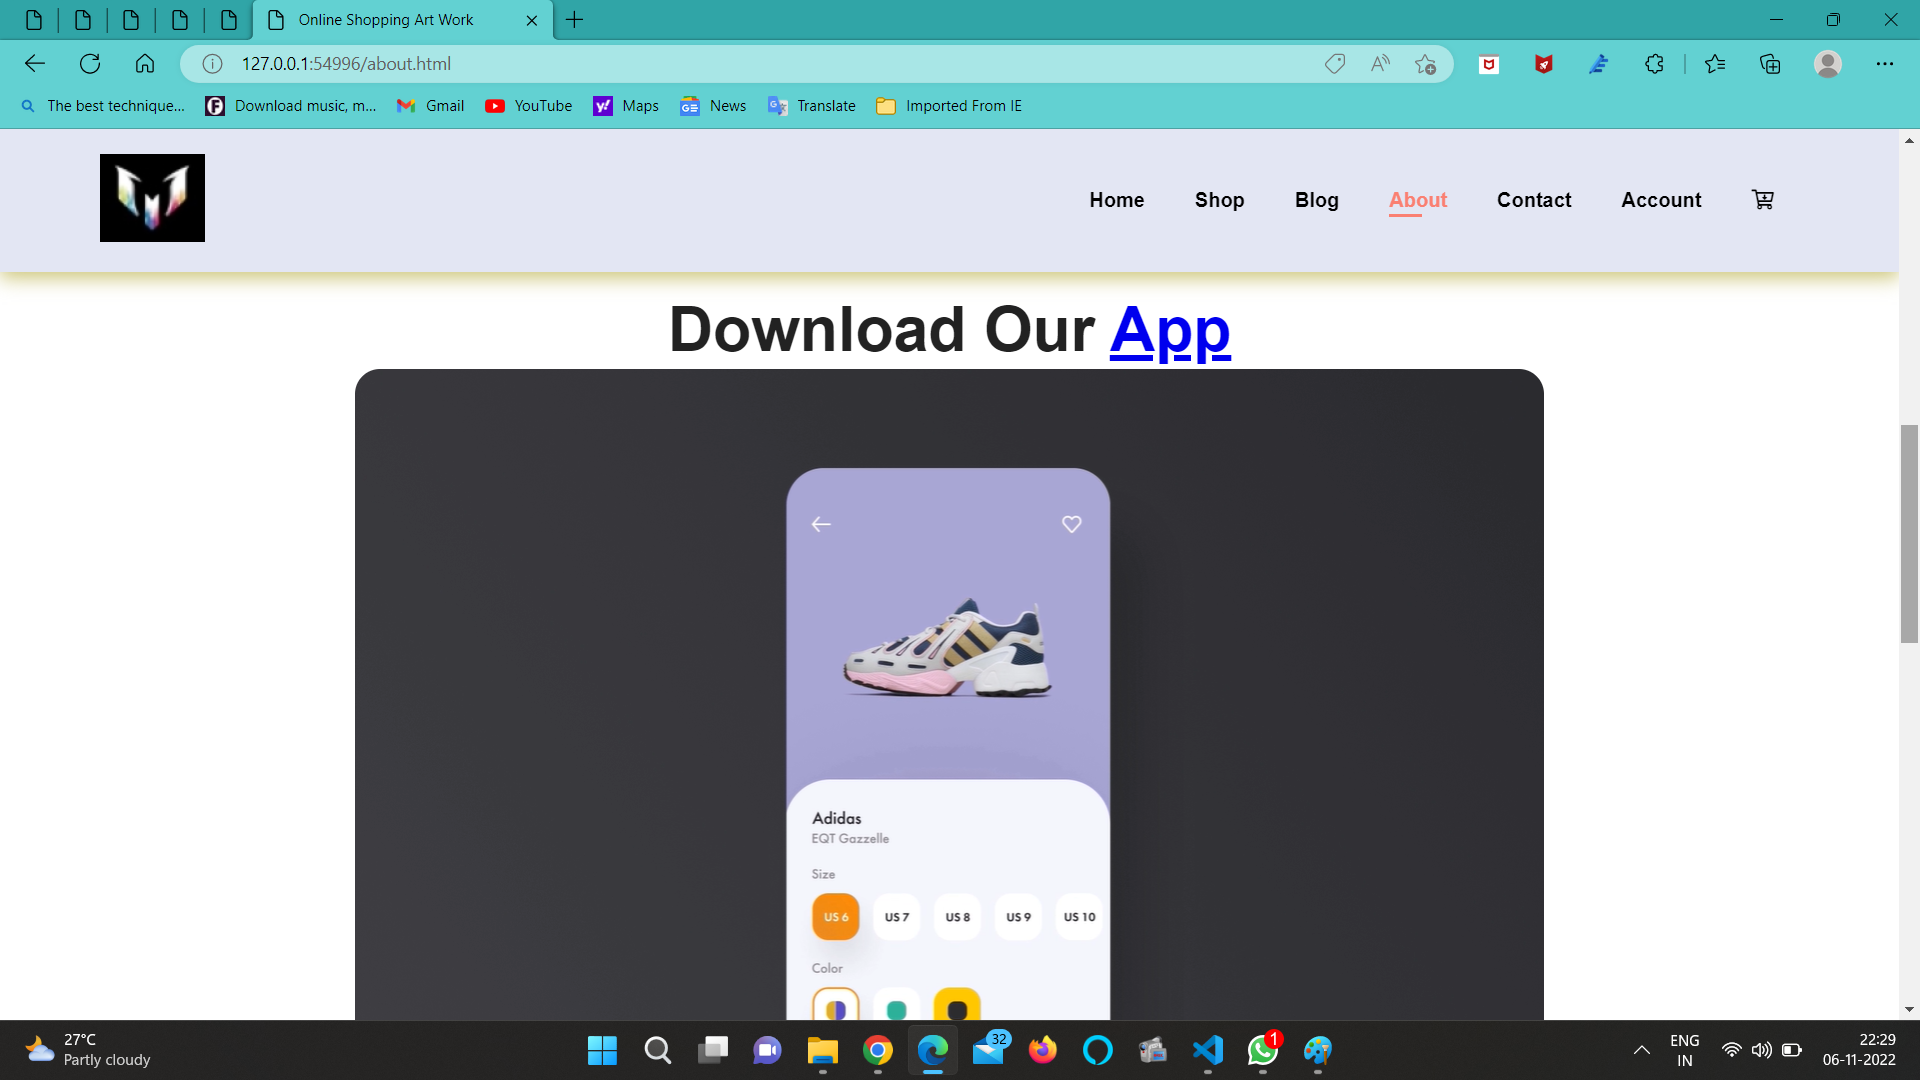 Online Shopping Art Work
127.0.0.1:54996/about.html
The best technique... Download music, m... Gmail YouTube Maps News Translate Imported From IE
Home Shop Blog About Contact Account
Download Our App
Adidas
EQT Gazzelle
Size
US 6 US 7 US 8 US 9 US 10
Color
27°C
Partly cloudy
32
1
ENG
IN
22:29
06-11-2022